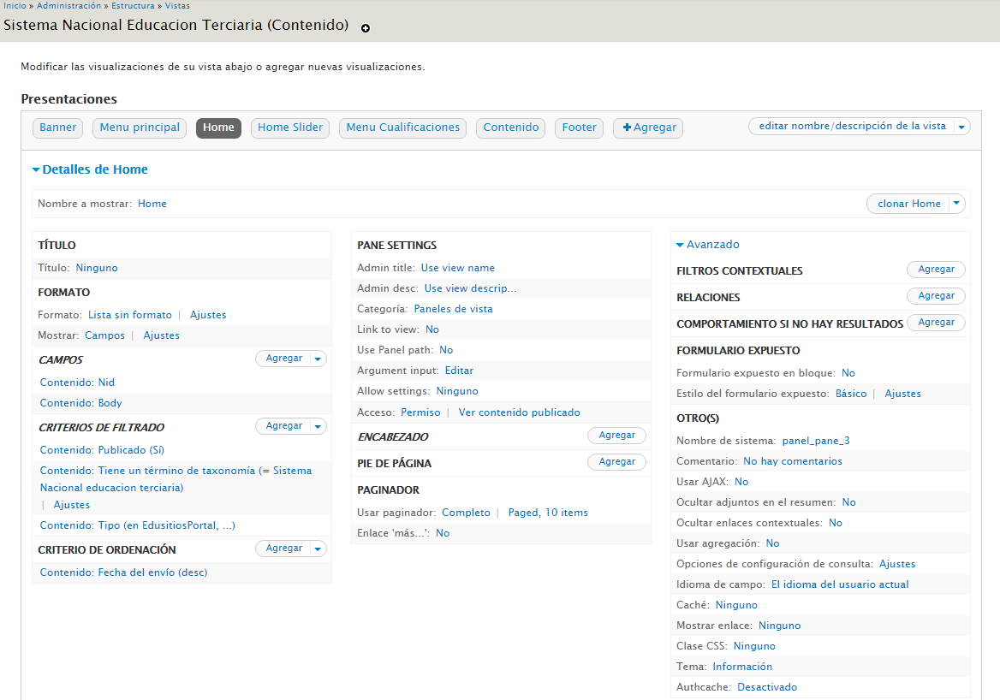 Inicio » Administración » Estructura » Vistas
Sistema Nacional Educacion Terciaria (Contenido)
Modificar las visualizaciones de su vista abajo o agregar nuevas visualizaciones.
Presentaciones
Banner Menu principal Home Home Slider Menu Cualificaciones Contenido Footer Agregar editar nombre/descripción de la vista
Detalles de Home
Nombre a mostrar: Home clonar Home
TÍTULO
Título: Ninguno
FORMATO
Formato: Lista sin formato | Ajustes
Mostrar: Campos | Ajustes
CAMPOS Agregar
Contenido: Nid
Contenido: Body
CRITERIOS DE FILTRADO Agregar
Contenido: Publicado (Sí)
Contenido: Tiene un término de taxonomía (= Sistema
Nacional educacion terciaria)
| Ajustes
Contenido: Tipo (en EdusitiosPortal, ...)
CRITERIO DE ORDENACIÓN Agregar
Contenido: Fecha del envío (desc)
PANE SETTINGS
Admin title: Use view name
Admin desc: Use view descrip...
Categoría: Paneles de vista
Link to view: No
Use Panel path: No
Argument input: Editar
Allow settings: Ninguno
Acceso: Permiso | Ver contenido publicado
ENCABEZADO Agregar
PIE DE PÁGINA Agregar
PAGINADOR
Usar paginador: Completo | Paged, 10 items
Enlace 'más...': No
Avanzado
FILTROS CONTEXTUALES Agregar
RELACIONES Agregar
COMPORTAMIENTO SI NO HAY RESULTADOS Agregar
FORMULARIO EXPUESTO
Formulario expuesto en bloque: No
Estilo del formulario expuesto: Básico | Ajustes
OTRO(S)
Nombre de sistema: panel_pane_3
Comentario: No hay comentarios
Usar AJAX: No
Ocultar adjuntos en el resumen: No
Ocultar enlaces contextuales: No
Usar agregación: No
Opciones de configuración de consulta: Ajustes
Idioma de campo: El idioma del usuario actual
Caché: Ninguno
Mostrar enlace: Ninguno
Clase CSS: Ninguno
Tema: Información
Authcache: Desactivado